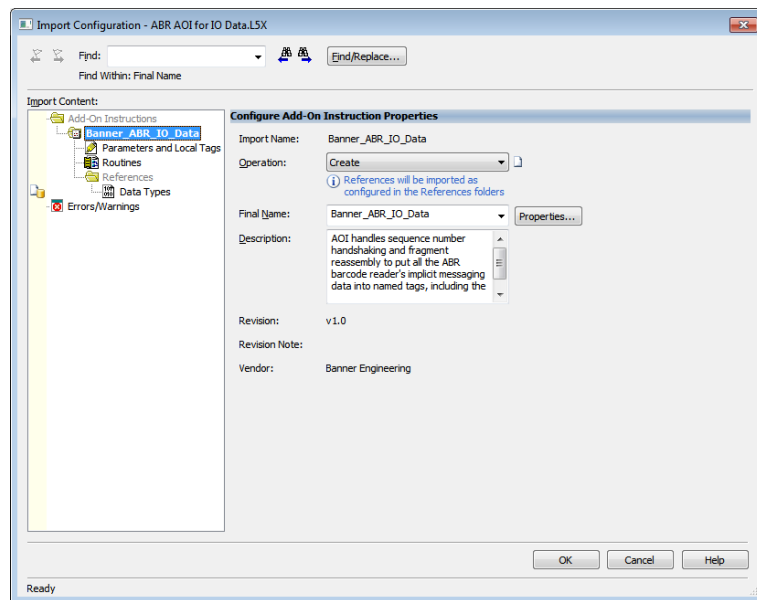 Import Configuration - ABR AOI for IO Data.L5X
Find:
Find/Replace...
Find Within: Final Name
Import Content:
Add-On Instructions
Banner_ABR_IO_Data
Parameters and Local Tags
Routines
References
Data Types
Errors/Warnings
Configure Add-On Instruction Properties
Import Name: Banner_ABR_IO_Data
Operation: Create
References will be imported as
configured in the References folders
Final Name: Banner_ABR_IO_Data Properties...
Description: AOI handles sequence number
handshaking and fragment
reassembly to put all the ABR
barcode reader's implicit messaging
data into named tags, including the
Revision: v1.0
Revision Note:
Vendor: Banner Engineering
OK Cancel Help
Ready